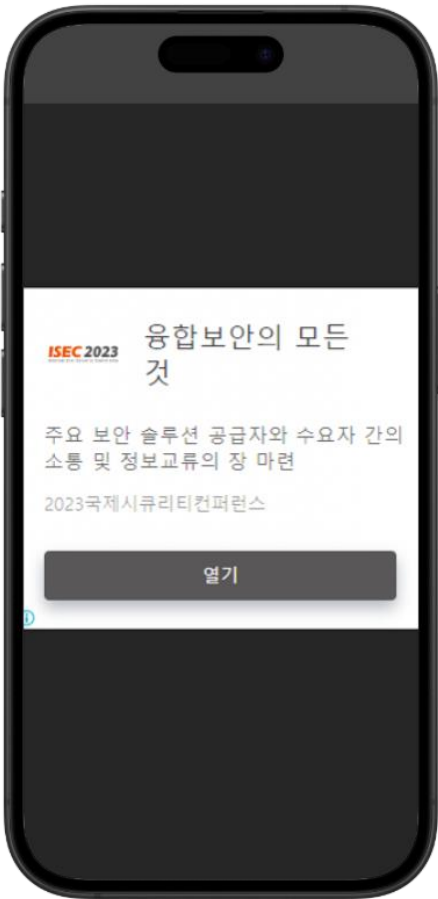 융합보안의 모든
것
ISEC 2023
주요 보안 솔루션 공급자와 수요자 간의
소통 및 정보교류의 장 마련
2023국제시큐리티컨퍼런스
열기